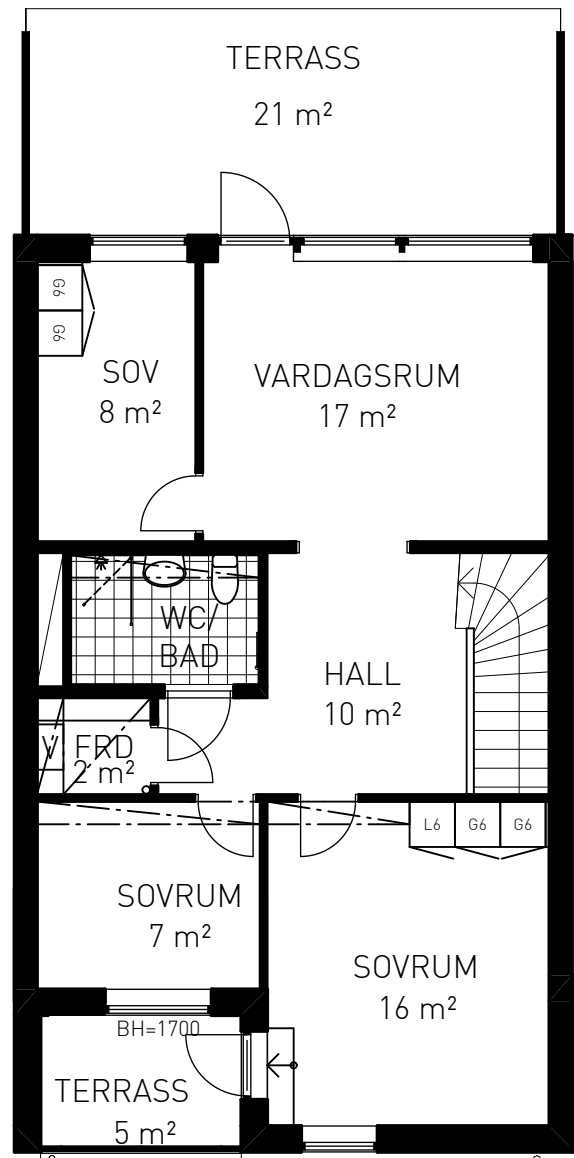 TERRASS
21 m²
G6
G6
SOV
8 m²
VARDAGSRUM
17 m²
WC/
BAD
HALL
10 m²
V FRD
2 m²
L6 G6 G6
SOVRUM
7 m²
SOVRUM
16 m²
BH=1700
TERRASS
5 m²